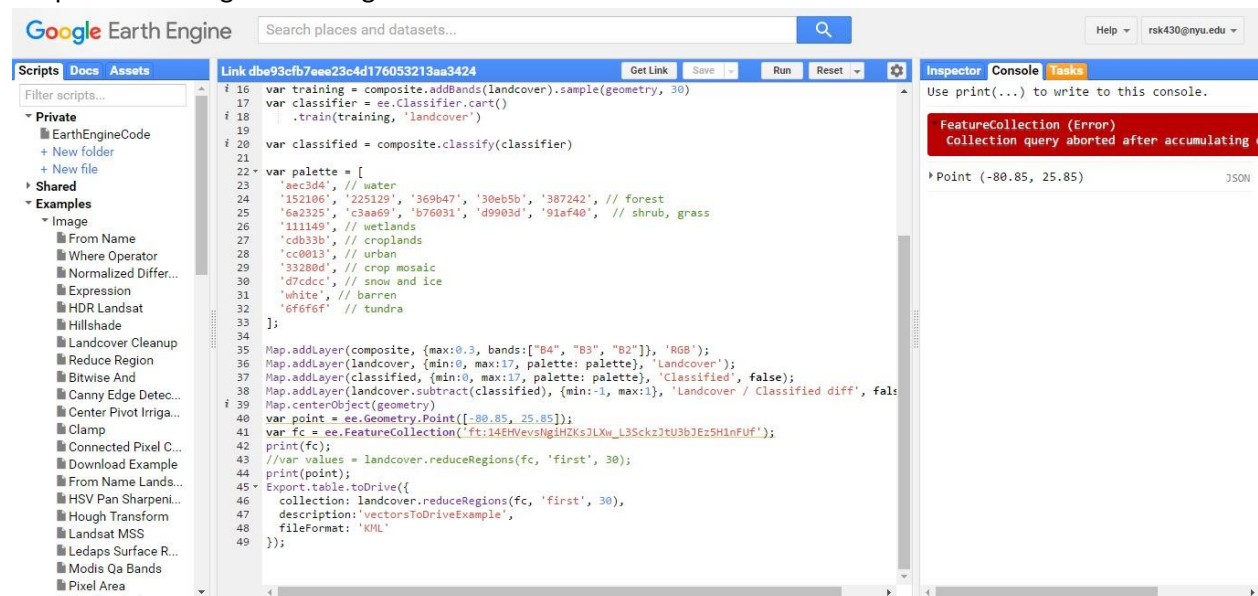 Google Earth Engine
Search places and datasets...
Help
rsk430@nyu.edu
Scripts Docs Assets
Filter scripts...
Private
EarthEngineCode
+ New folder
+ New file
Shared
Examples
Image
From Name
Where Operator
Normalized Differ...
Expression
HDR Landsat
Hillshade
Landcover Cleanup
Reduce Region
Bitwise And
Canny Edge Detec...
Center Pivot Irriga...
Clamp
Connected Pixel C...
Download Example
From Name Lands...
HSV Pan Sharpeni...
Hough Transform
Landsat MSS
Ledaps Surface R...
Modis Qa Bands
Pixel Area
Link dbe93cfb7eee23c4d176053213aa3424 Get Link Save Run Reset
i 16 var training = composite.addBands(landcover).sample(geometry, 30)
17 var classifier = ee.Classifier.cart()
i 18 .train(training, 'landcover')
19
i 20 var classified = composite.classify(classifier)
21
22 var palette = [
23 'aec3d4', // water
24 '152106', '225129', '369b47', '30eb5b', '387242', // forest
25 '6a2325', 'c3aa69', 'b76031', 'd9903d', '91af40', // shrub, grass
26 '111149', // wetlands
27 'cdb33b', // croplands
28 'cc0013', // urban
29 '33280d', // crop mosaic
30 'd7cdcc', // snow and ice
31 'white', // barren
32 '6f6f6f' // tundra
33 ];
34
35 Map.addLayer(composite, {max:0.3, bands:["B4", "B3", "B2"]}, 'RGB');
36 Map.addLayer(landcover, {min:0, max:17, palette: palette}, 'Landcover');
37 Map.addLayer(classified, {min:0, max:17, palette: palette}, 'Classified', false);
38 Map.addLayer(landcover.subtract(classified), {min:-1, max:1}, 'Landcover / Classified diff', fals
i 39 Map.centerObject(geometry)
40 var point = ee.Geometry.Point([-80.85, 25.85]);
41 var fc = ee.FeatureCollection('ft:14EHVevsNgiHZKsJLXw_L3SckzJtU3bJEz5H1nFUf');
42 print(fc);
43 //var values = landcover.reduceRegions(fc, 'first', 30);
44 print(point);
45 Export.table.toDrive({
46 collection: landcover.reduceRegions(fc, 'first', 30),
47 description:'vectorsToDriveExample',
48 fileFormat: 'KML'
49 });
Inspector Console Tasks
Use print(...) to write to this console.
FeatureCollection (Error)
Collection query aborted after accumulating
Point (-80.85, 25.85) JSON